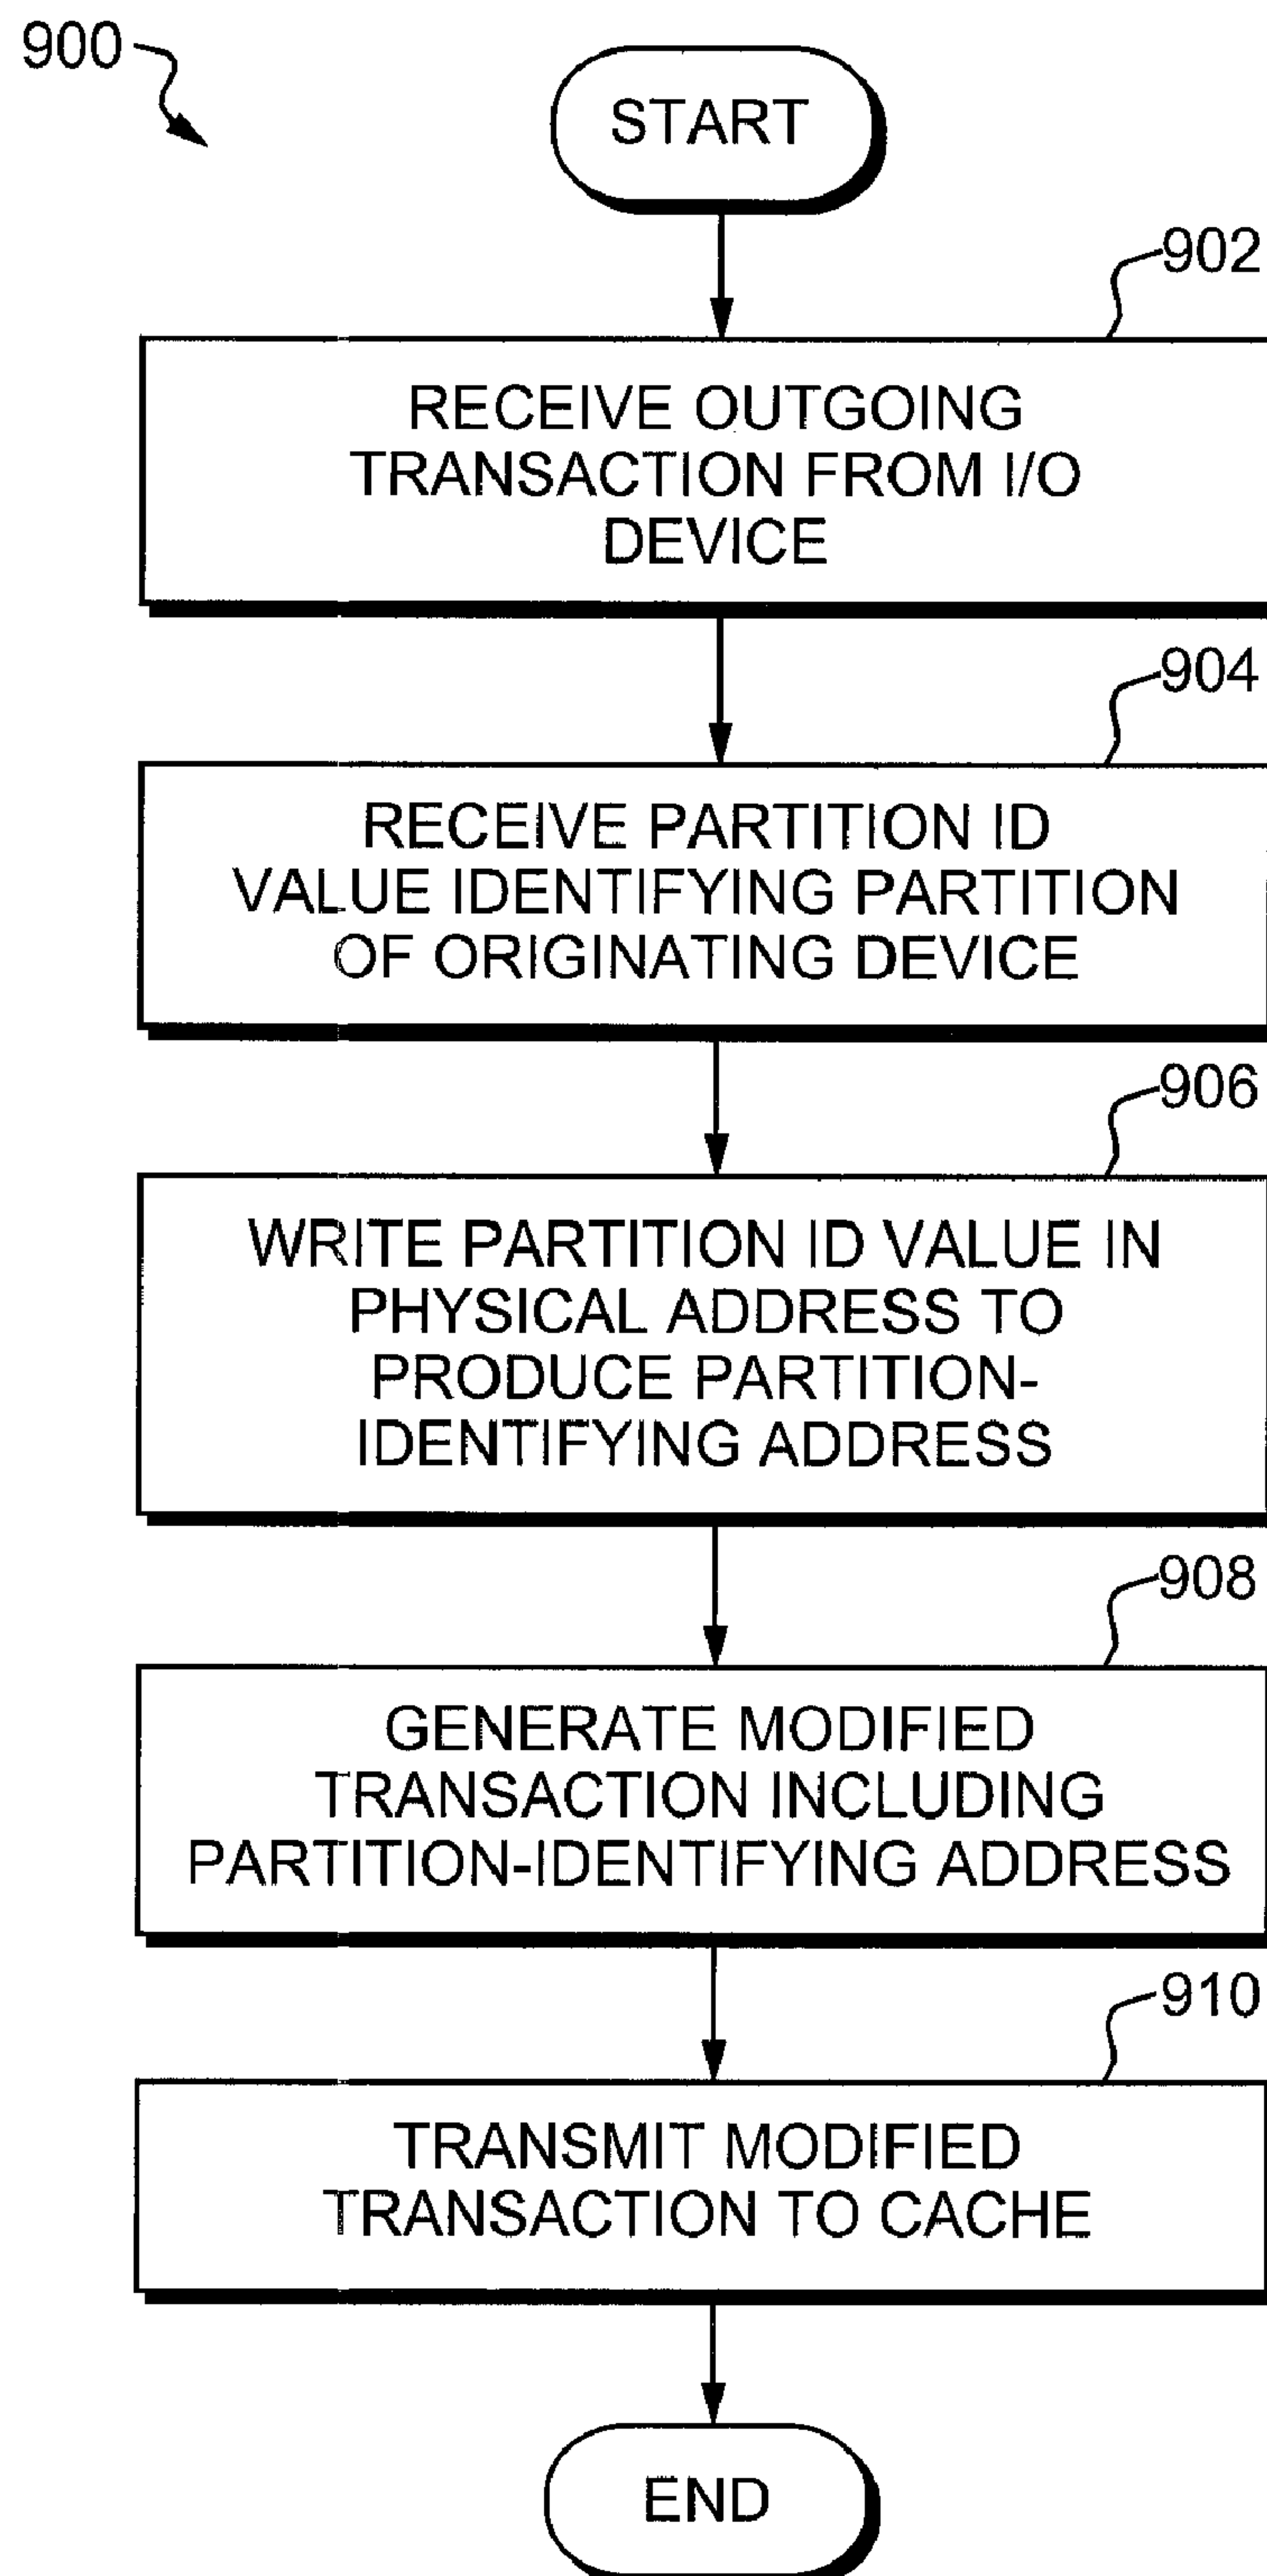 900
START
902
RECEIVE OUTGOING
TRANSACTION FROM I/O
DEVICE
904
RECEIVE PARTITION ID
VALUE IDENTIFYING PARTITION
OF ORIGINATING DEVICE
906
WRITE PARTITION ID VALUE IN
PHYSICAL ADDRESS TO
PRODUCE PARTITION-
IDENTIFYING ADDRESS
908
GENERATE MODIFIED
TRANSACTION INCLUDING
PARTITION-IDENTIFYING ADDRESS
910
TRANSMIT MODIFIED
TRANSACTION TO CACHE
END